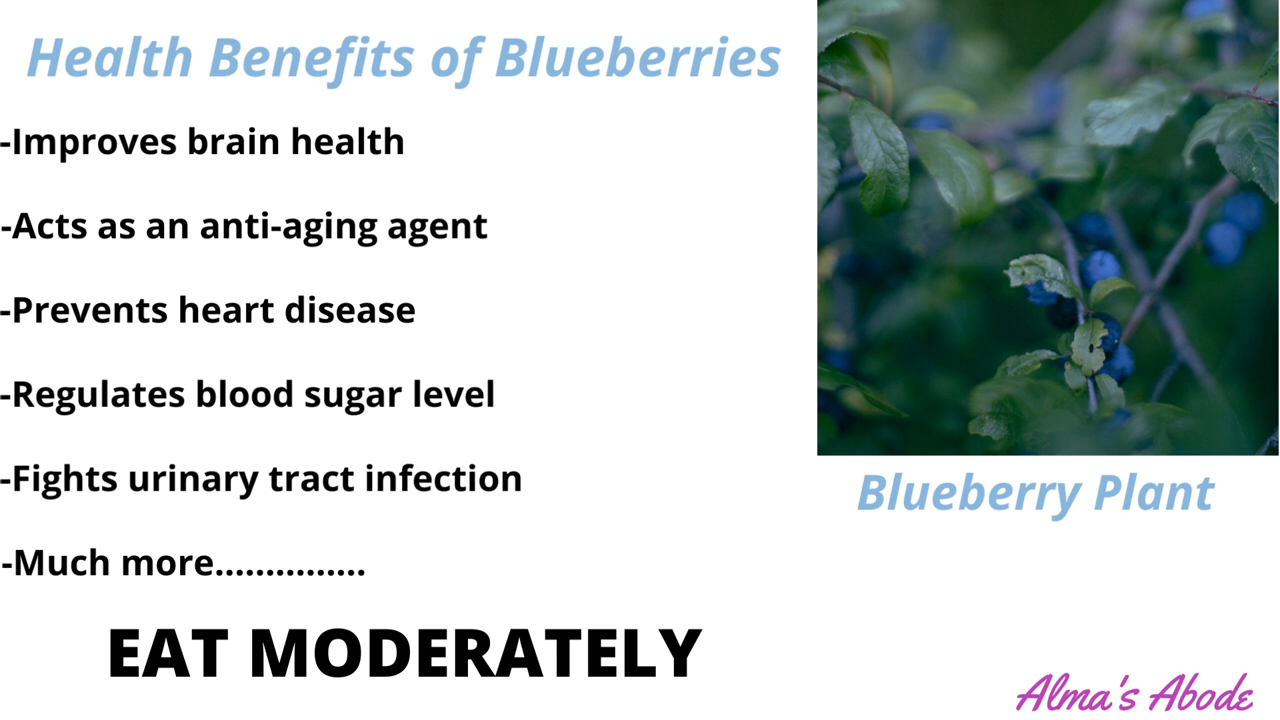 Health Benefits of Blueberries
-Improves brain health
-Acts as an anti-aging agent
-Prevents heart disease
-Regulates blood sugar level
-Fights urinary tract infection
-Much more...............
EAT MODERATELY
Blueberry Plant
Alma's Abode